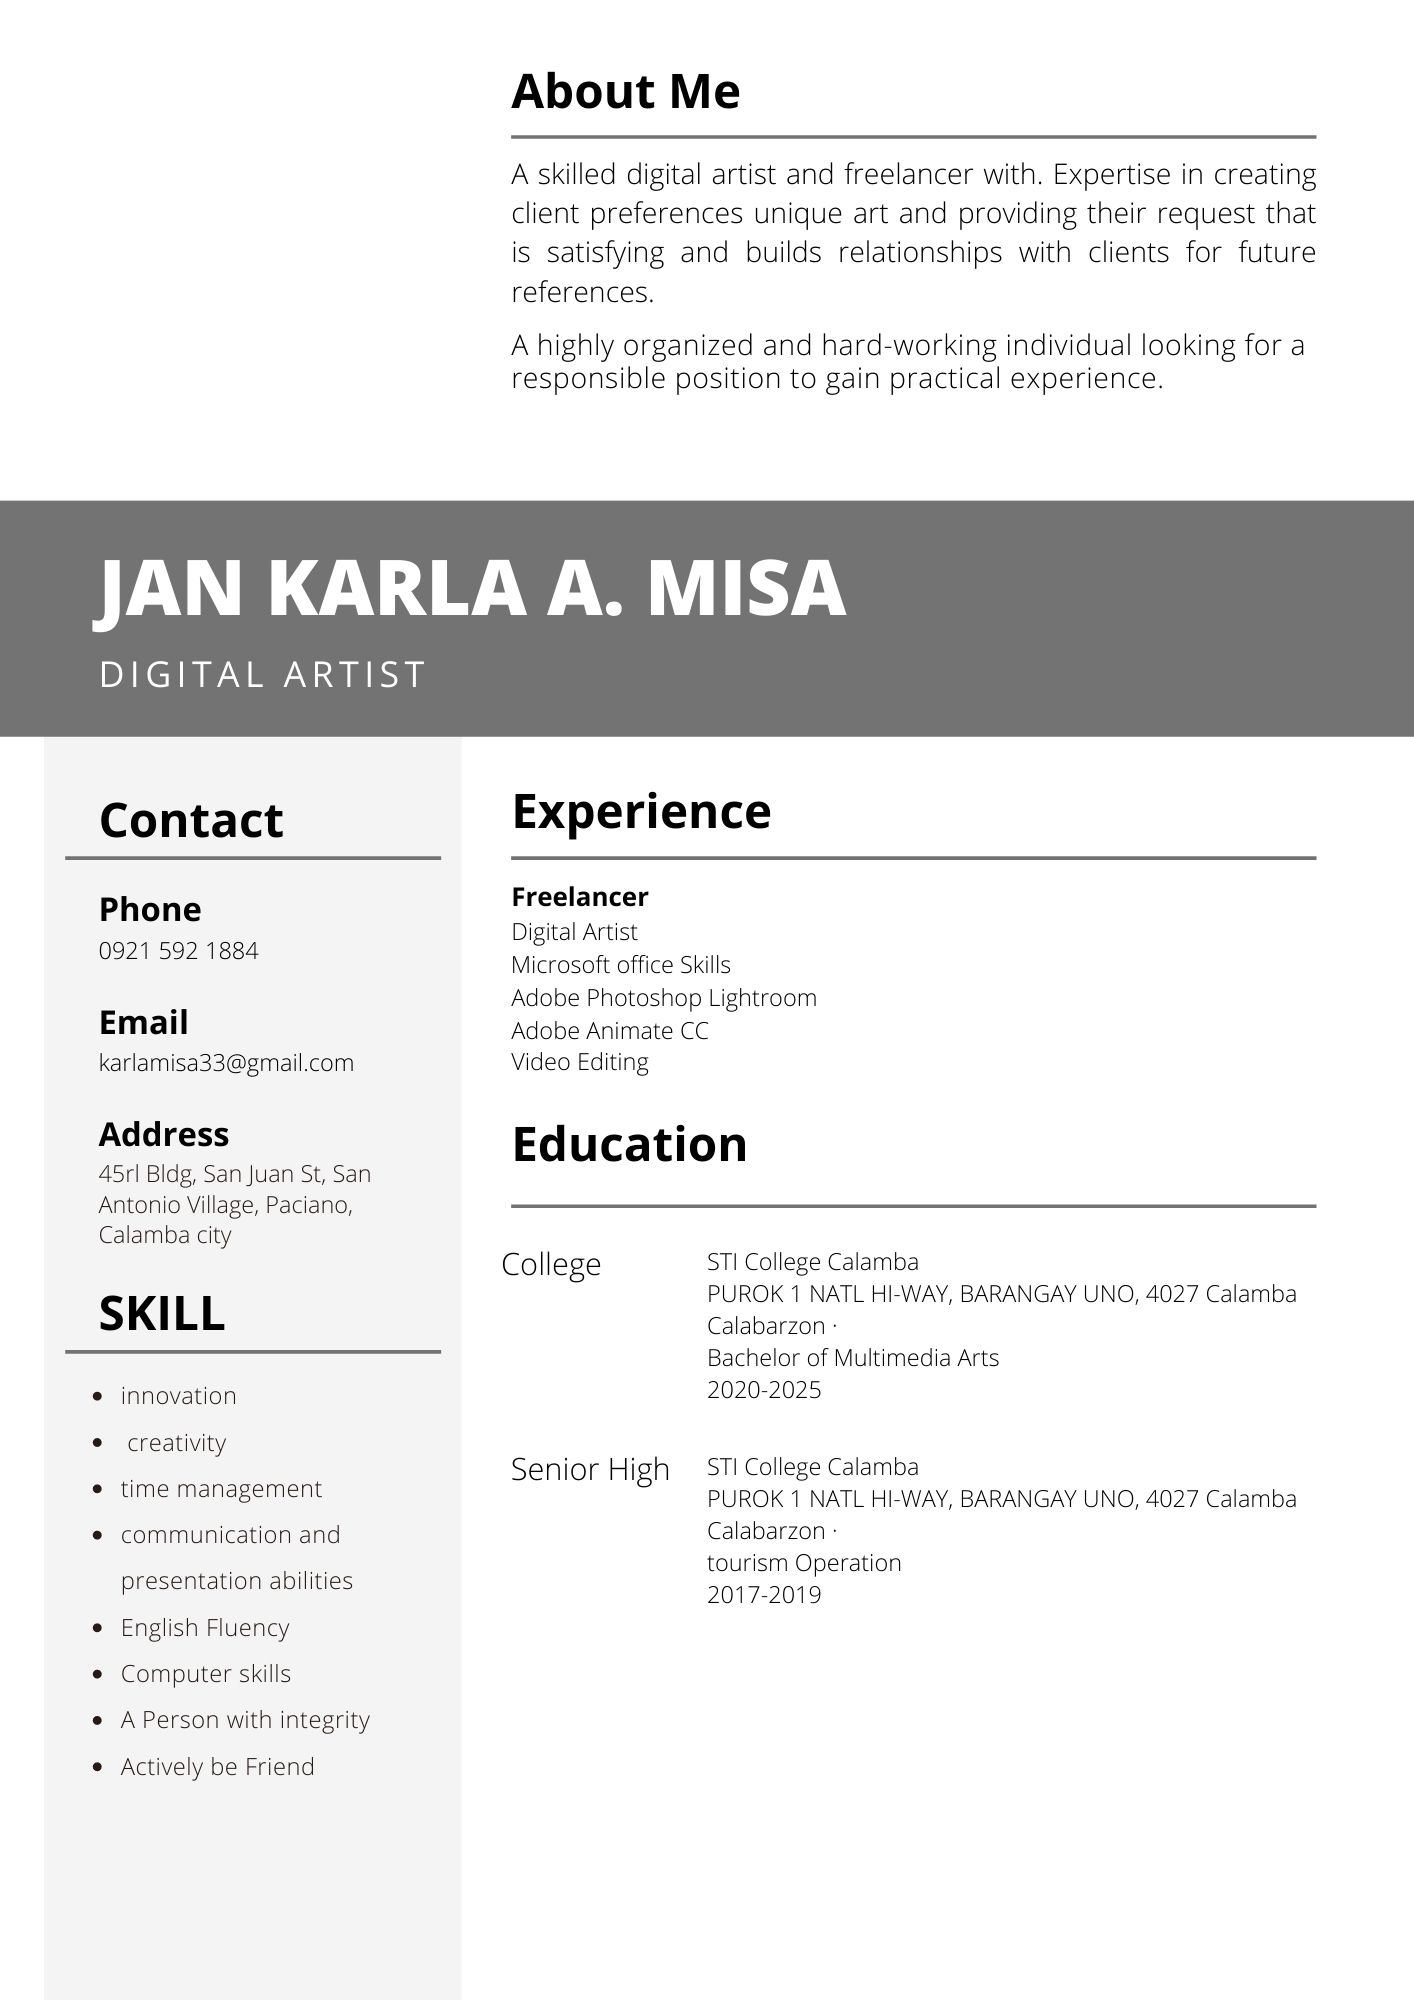 About Me
A skilled digital artist and freelancer with. Expertise in creating
client preferences unique art and providing their request that
is satisfying and builds relationships with clients for future
references.
A highly organized and hard-working individual looking for a
responsible position to gain practical experience.
JAN KARLA A. MISA
DIGITAL ARTIST
Contact
Phone
0921 592 1884
Email
karlamisa33@gmail.com
Address
45rl Bldg, San Juan St, San
Antonio Village, Paciano,
Calamba city
SKILL
• innovation
• creativity
• time management
• communication and
presentation abilities
• English Fluency
• Computer skills
• A Person with integrity
• Actively be Friend
Experience
Freelancer
Digital Artist
Microsoft office Skills
Adobe Photoshop Lightroom
Adobe Animate CC
Video Editing
Education
College
STI College Calamba
PUROK 1 NATL HI-WAY, BARANGAY UNO, 4027 Calamba
Calabarzon ·
Bachelor of Multimedia Arts
2020-2025
Senior High
STI College Calamba
PUROK 1 NATL HI-WAY, BARANGAY UNO, 4027 Calamba
Calabarzon ·
tourism Operation
2017-2019